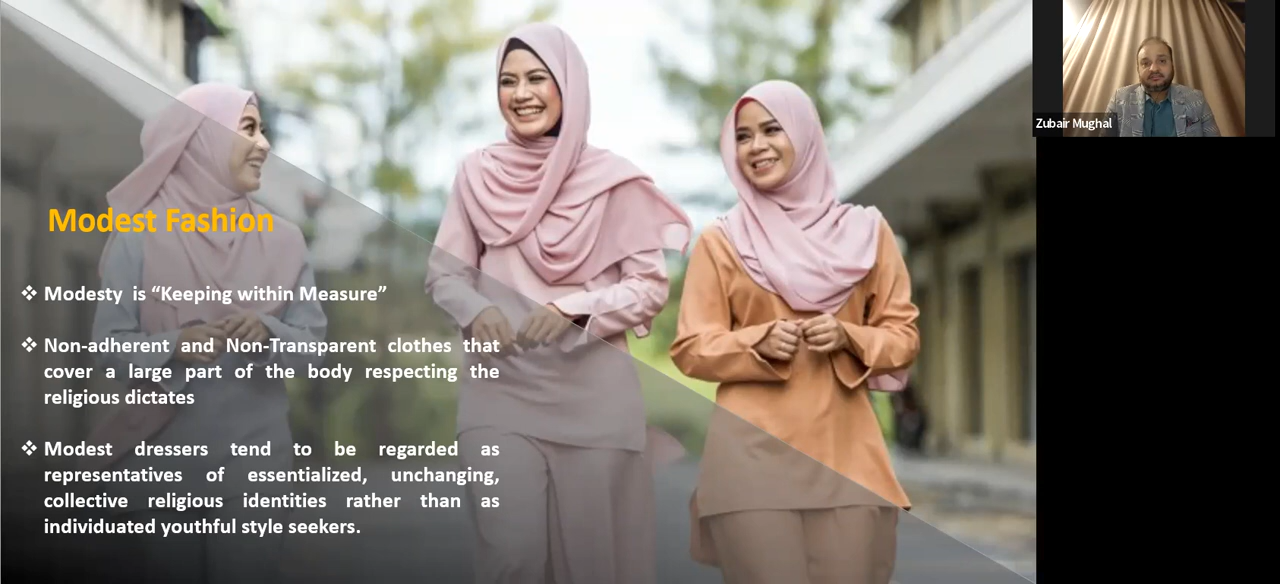 Modest Fashion
❖ Modesty is “Keeping within Measure”
❖ Non-adherent and Non-Transparent clothes that
cover a large part of the body respecting the
religious dictates
❖ Modest dressers tend to be regarded as
representatives of essentialized, unchanging,
collective religious identities rather than as
individuated youthful style seekers.
Zubair Mughal